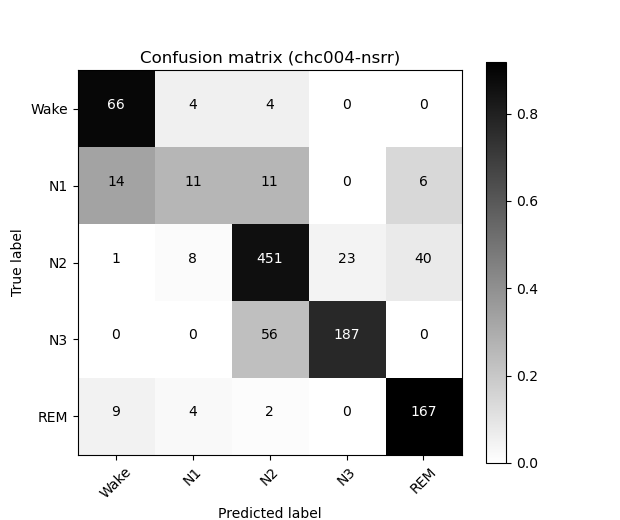 Confusion matrix (chc004-nsrr)
Wake 66 4 4 0 0
N1 14 11 11 0 6
N2 1 8 451 23 40
N3 0 0 56 187 0
REM 9 4 2 0 167
Wake N1 N2 N3 REM
Predicted label
True label
0.8
0.6
0.4
0.2
0.0